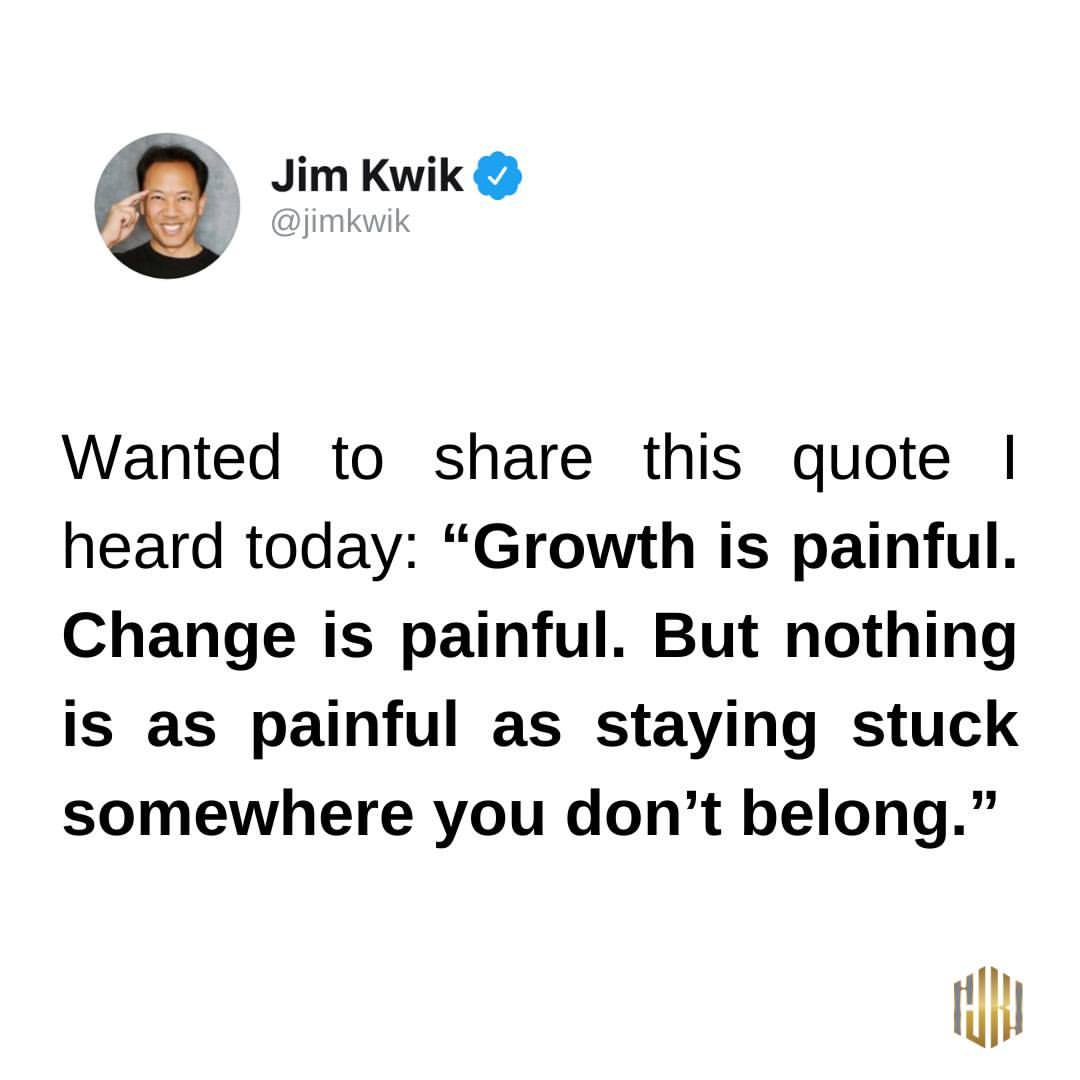 Jim Kwik
@jimkwik
Wanted to share this quote I
heard today: “Growth is painful.
Change is painful. But nothing
is as painful as staying stuck
somewhere you don’t belong.”